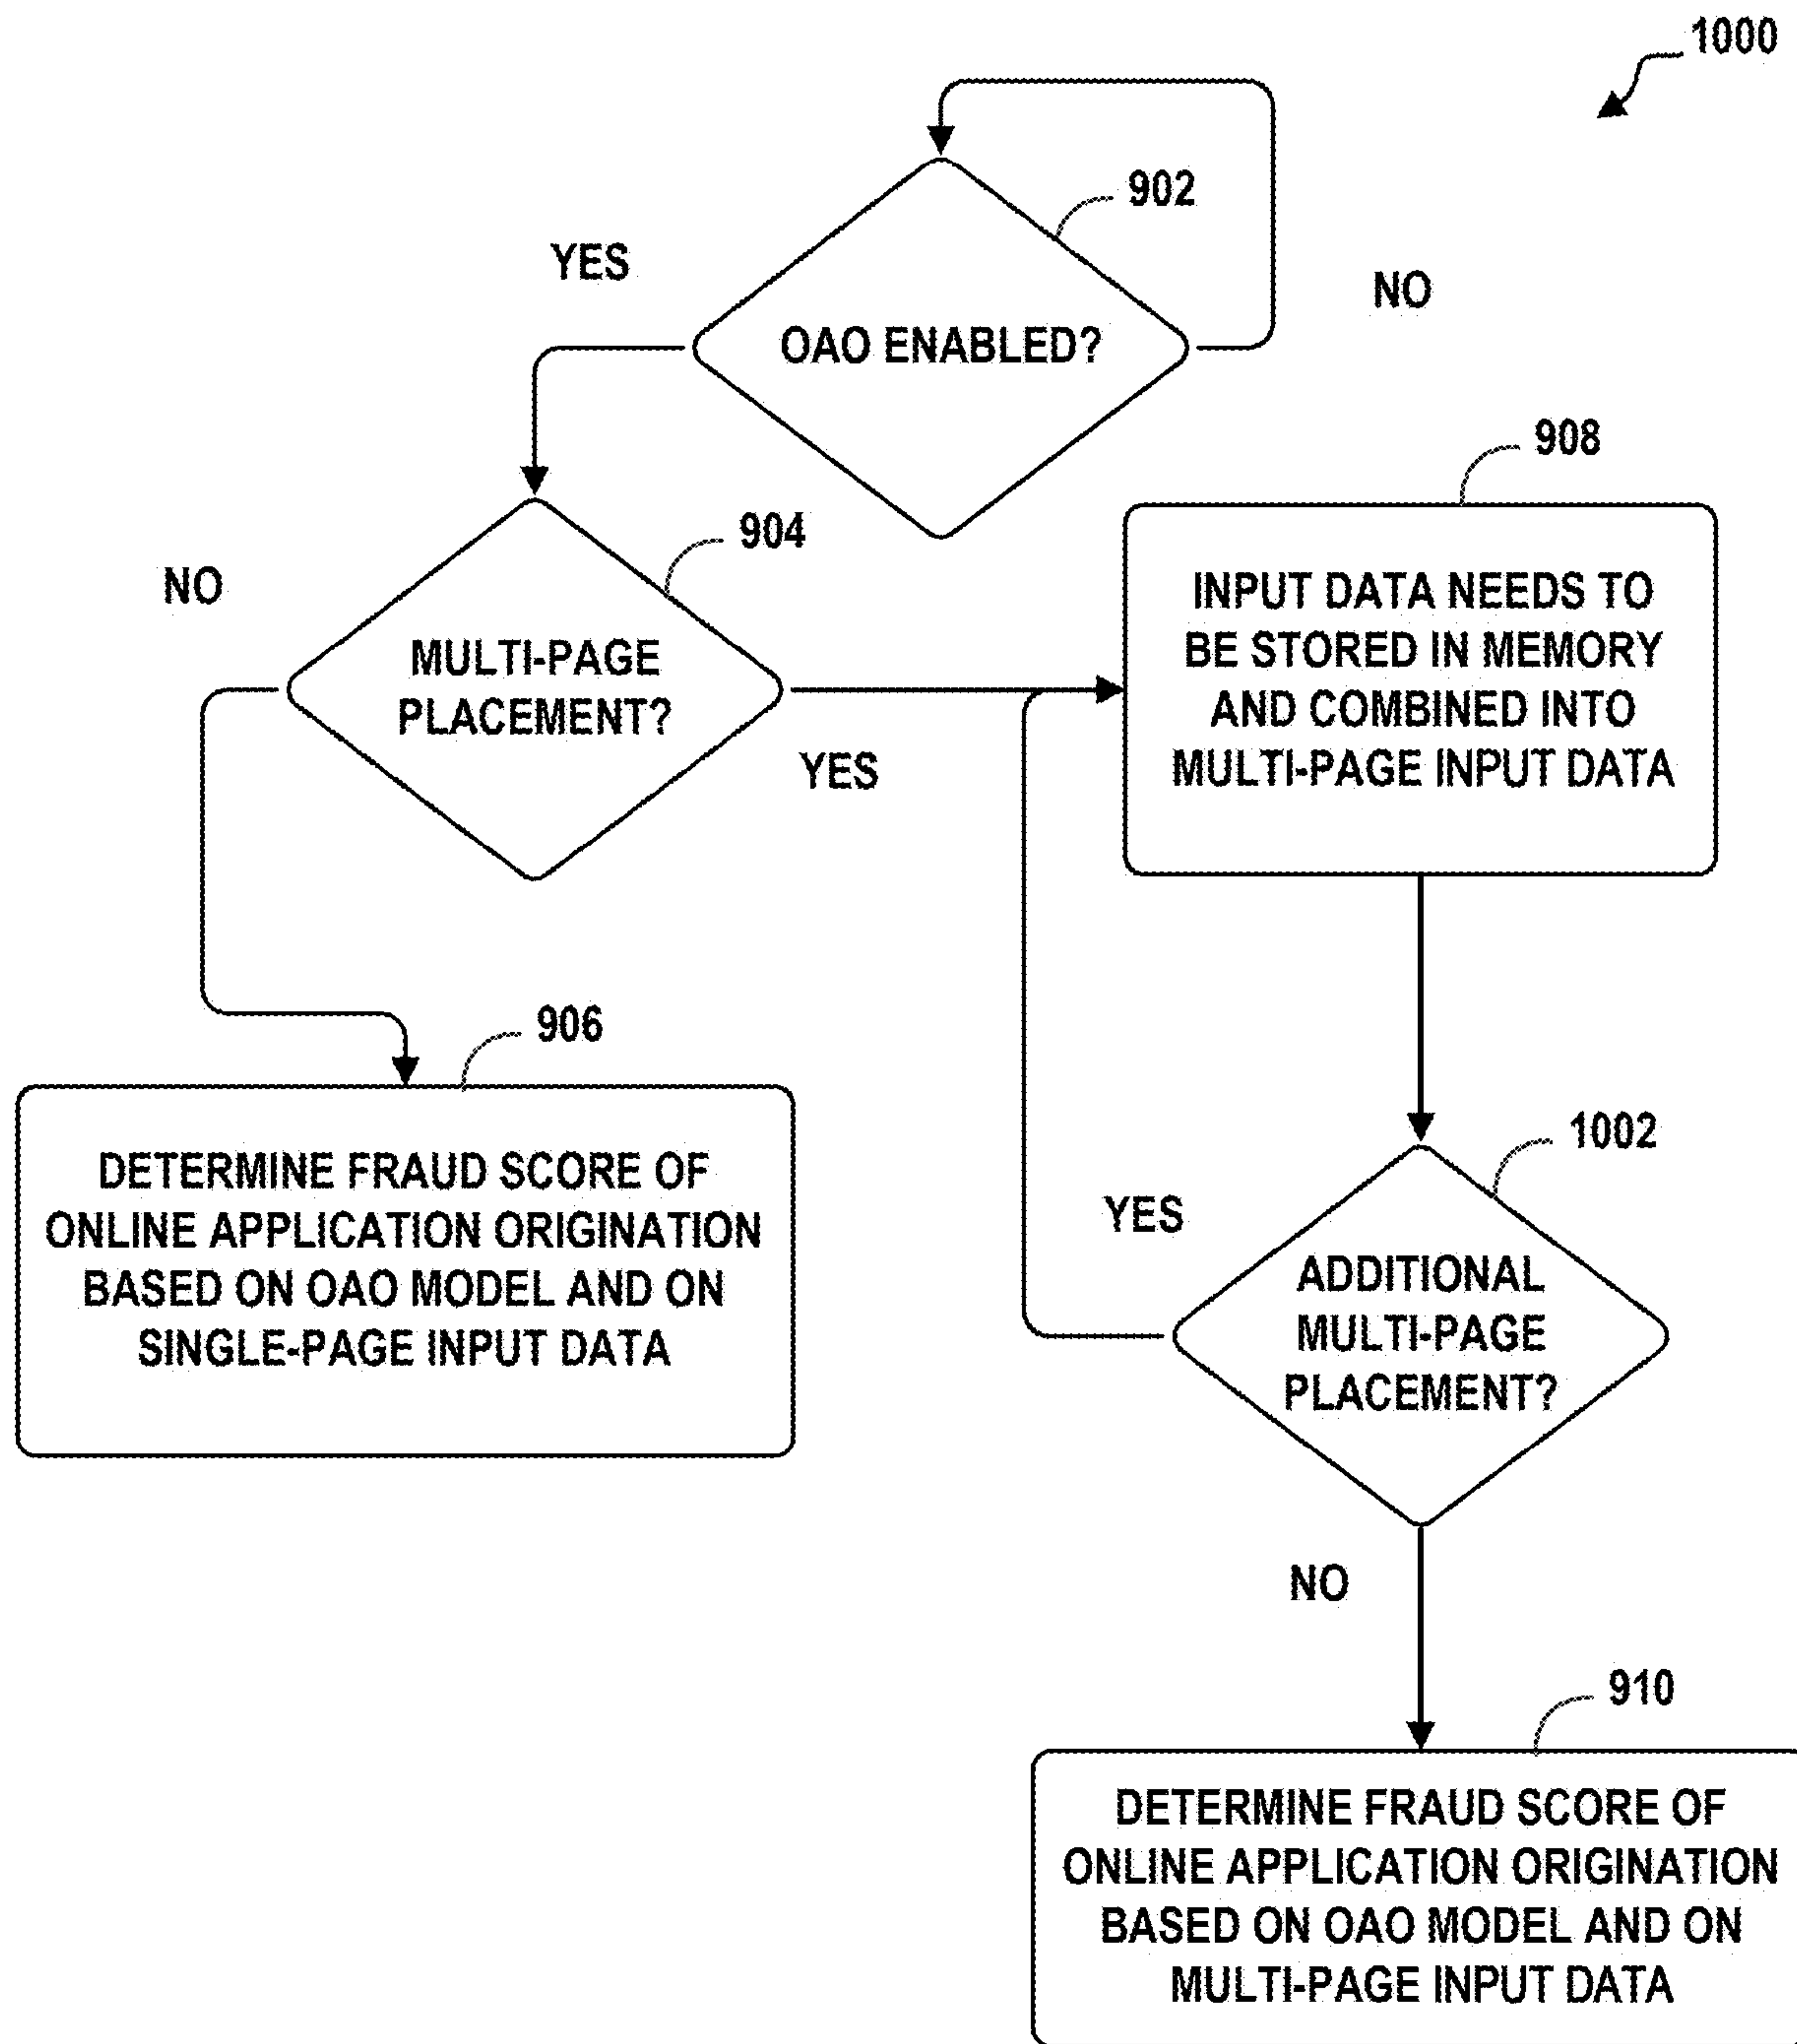 1000
902
YES
NO
OAO ENABLED?
908
904
NO
INPUT DATA NEEDS TO
BE STORED IN MEMORY
AND COMBINED INTO
MULTI-PAGE INPUT DATA
MULTI-PAGE
PLACEMENT?
YES
906
DETERMINE FRAUD SCORE OF
ONLINE APPLICATION ORIGINATION
BASED ON OAO MODEL AND ON
SINGLE-PAGE INPUT DATA
1002
YES
ADDITIONAL
MULTI-PAGE
PLACEMENT?
NO
910
DETERMINE FRAUD SCORE OF
ONLINE APPLICATION ORIGINATION
BASED ON OAO MODEL AND ON
MULTI-PAGE INPUT DATA